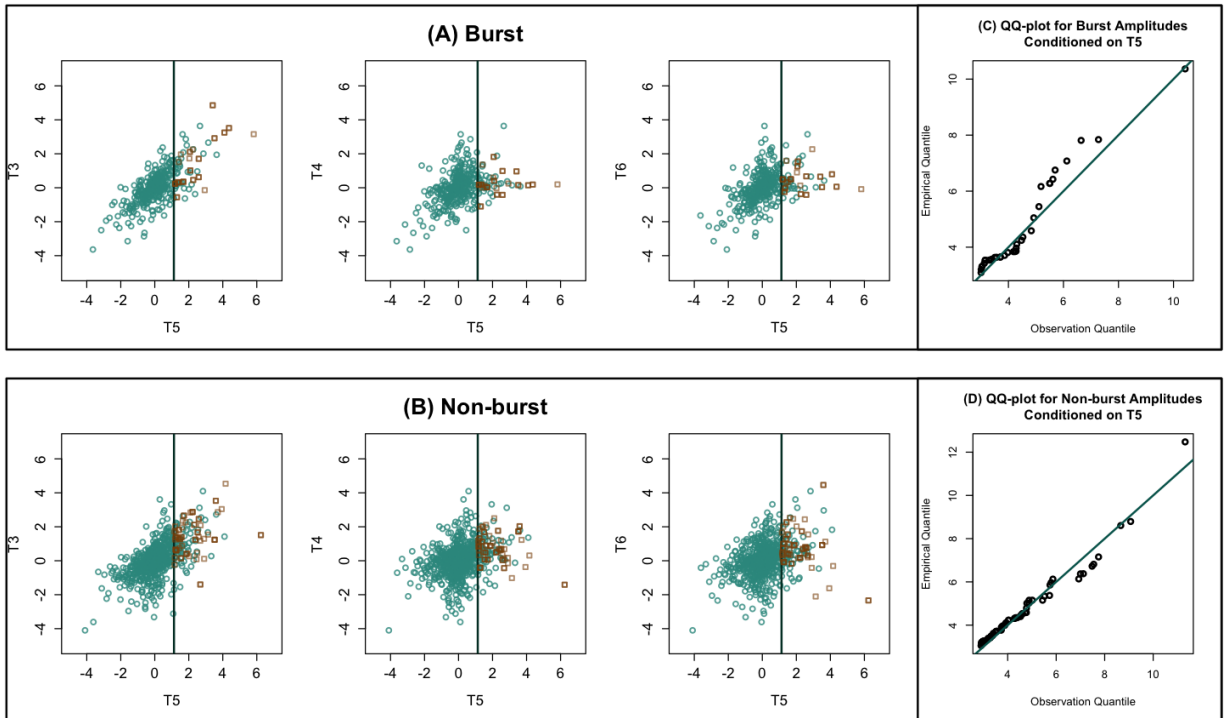 (A) Burst
6
4
2
0
-2
-4
T3
-4 -2 0 2 4 6
T5
6
4
2
0
-2
-4
T4
-4 -2 0 2 4 6
T5
6
4
2
0
-2
-4
T6
-4 -2 0 2 4 6
T5
(C) QQ-plot for Burst Amplitudes
Conditioned on T5
10
8
6
4
Empirical Quantile
4 6 8 10
Observation Quantile
(B) Non-burst
6
4
2
0
-2
-4
T3
-4 -2 0 2 4 6
T5
6
4
2
0
-2
-4
T4
-4 -2 0 2 4 6
T5
6
4
2
0
-2
-4
T6
-4 -2 0 2 4 6
T5
(D) QQ-plot for Non-burst Amplitudes
Conditioned on T5
12
10
8
6
4
Empirical Quantile
4 6 8 10
Observation Quantile